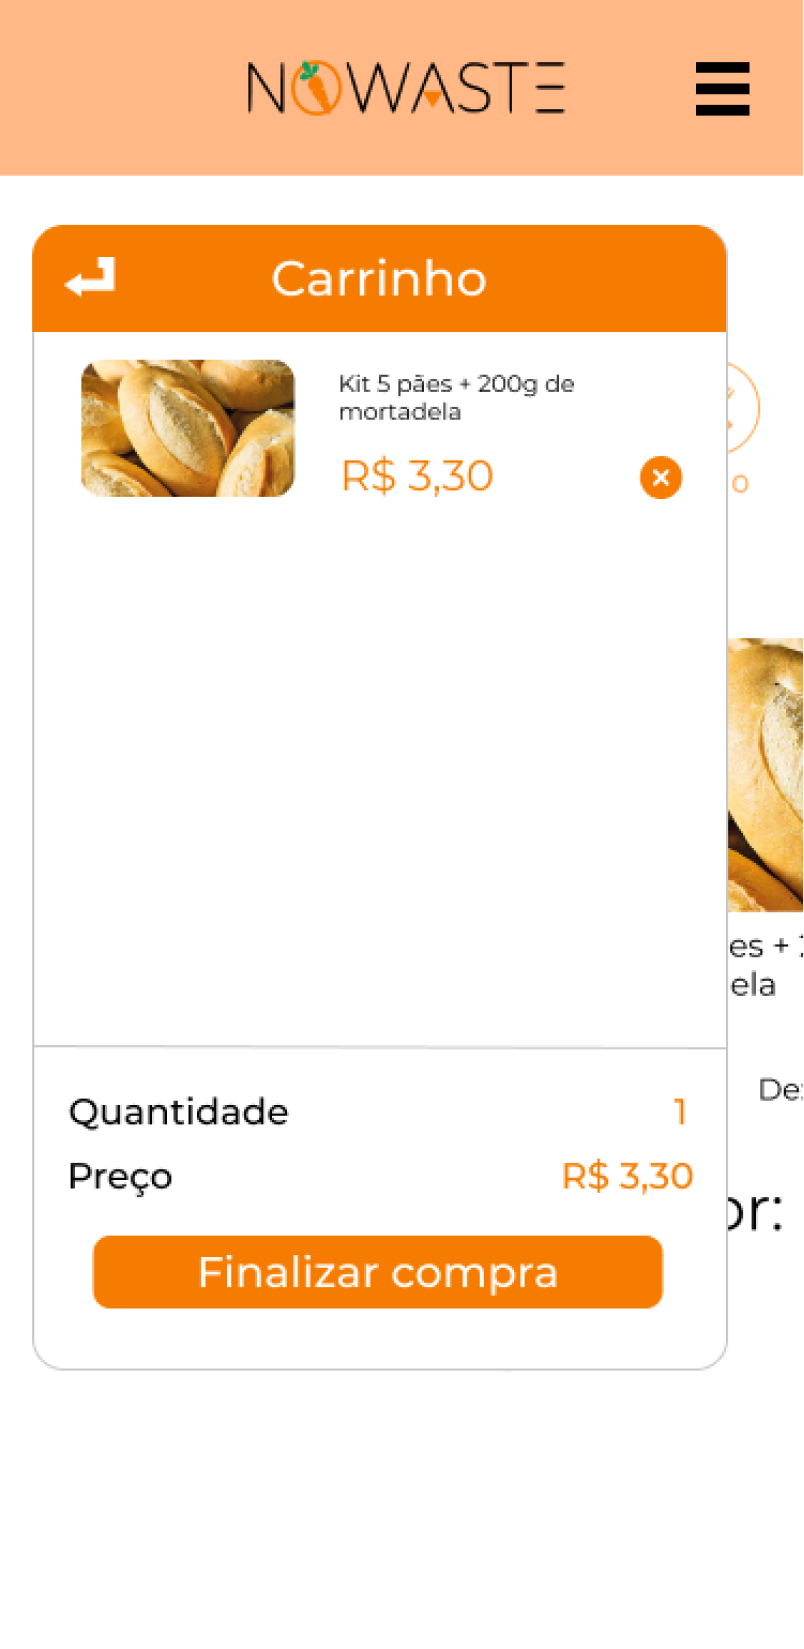 NOWASTE
Carrinho
Kit 5 pães + 200g de
mortadela
R$ 3,30
o
es +
ela
Quantidade 1
De
Preço R$ 3,30
or:
Finalizar compra